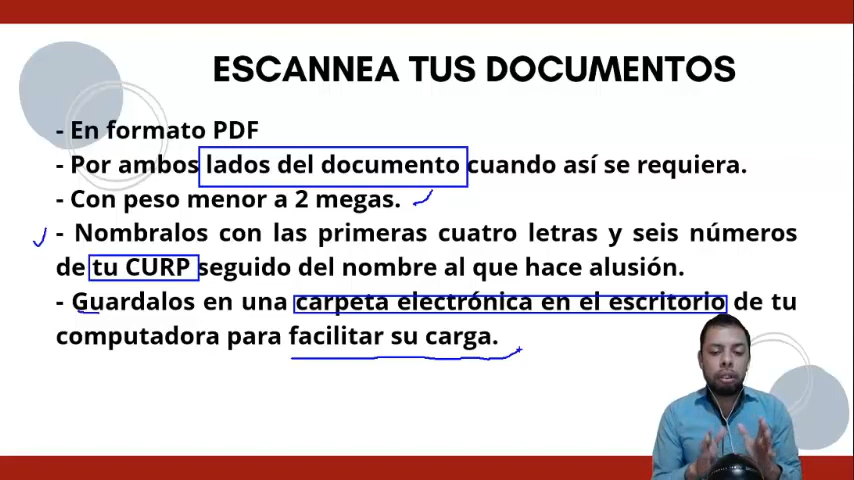 ESCANNEA TUS DOCUMENTOS
- En formato PDF
- Por ambos lados del documento cuando así se requiera.
- Con peso menor a 2 megas.
- Nombralos con las primeras cuatro letras y seis números
de tu CURP seguido del nombre al que hace alusión.
- Guardalos en una carpeta electrónica en el escritorio de tu
computadora para facilitar su carga.